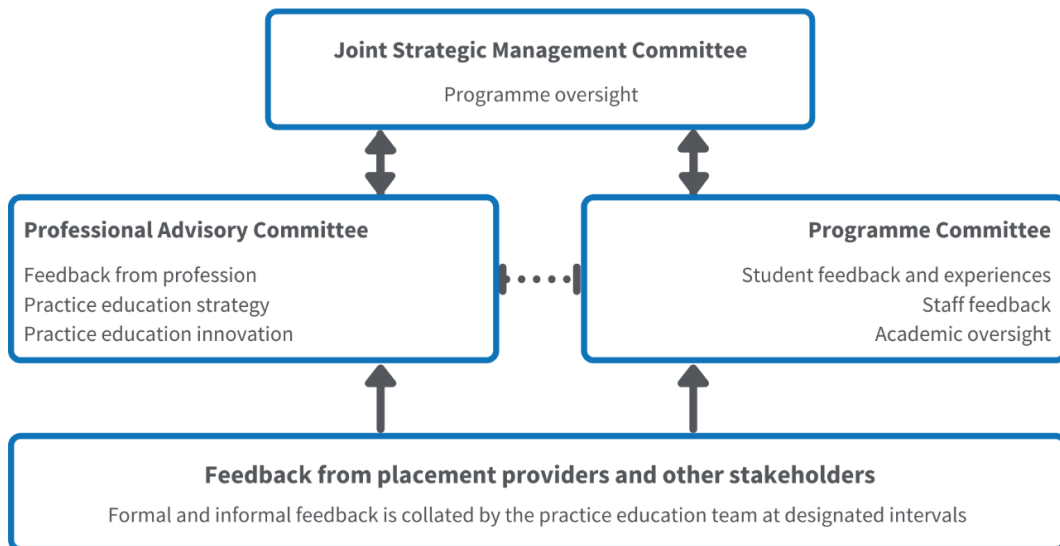 Joint Strategic Management Committee
Programme oversight
Professional Advisory Committee
Feedback from profession
Practice education strategy
Practice education innovation
Programme Committee
Student feedback and experiences
Staff feedback
Academic oversight
Feedback from placement providers and other stakeholders
Formal and informal feedback is collated by the practice education team at designated intervals